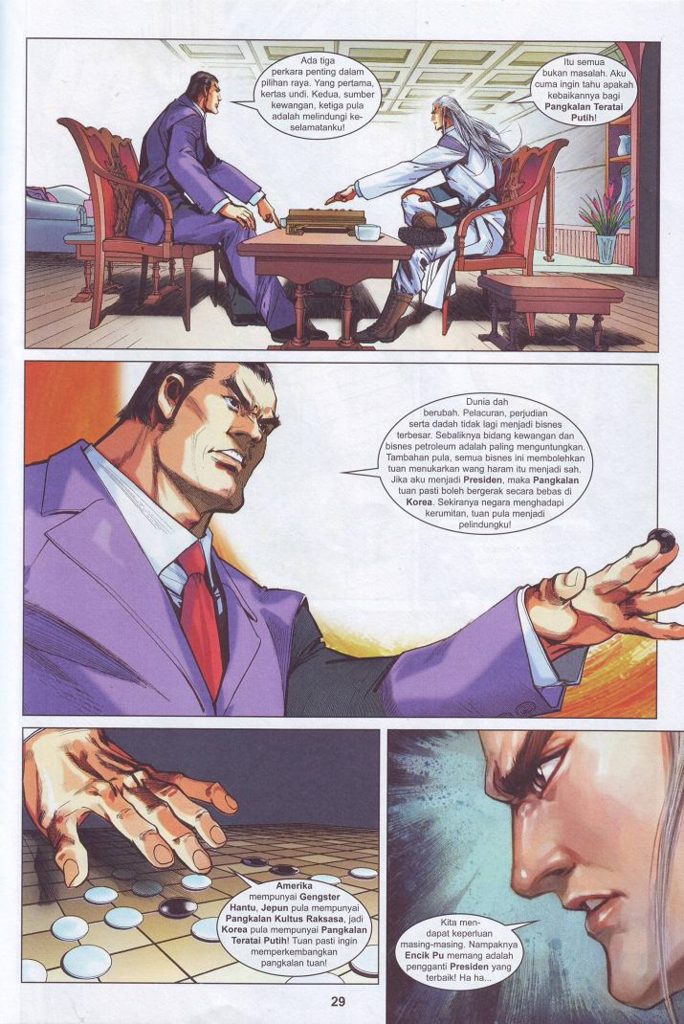 Ada tiga
perkara penting dalam
pilihan raya. Yang pertama,
kertas undi. Kedua, sumber
kewangan, ketiga pula
adalah melindungi ke-
selamatanku!
Itu semua
bukan masalah. Aku
cuma ingin tahu apakah
kebaikannya bagi
Pangkalan Teratai
Putih!
Dunia dah
berubah. Pelacuran, perjudian
serta dadah tidak lagi menjadi bisnes
terbesar. Sebaliknya bidang kewangan dan
bisnes petroleum adalah paling menguntungkan.
Tambahan pula, semua bisnes ini membolehkan
tuan menukarkan wang haram itu menjadi sah.
Jika aku menjadi Presiden, maka Pangkalan
tuan pasti boleh bergerak secara bebas di
Korea. Sekiranya negara menghadapi
kerumitan, tuan pula menjadi
pelindungku!
Amerika
mempunyai Gengster
Hantu, Jepun pula mempunyai
Pangkalan Kultus Raksasa, jadi
Korea pula mempunyai Pangkalan
Teratai Putih! Tuan pasti ingin
memperkembangkan
pangkalan tuan!
Kita men-
dapat keperluan
masing-masing. Nampaknya
Encik Pu memang adalah
pengganti Presiden yang
terbaik! Ha ha...
29